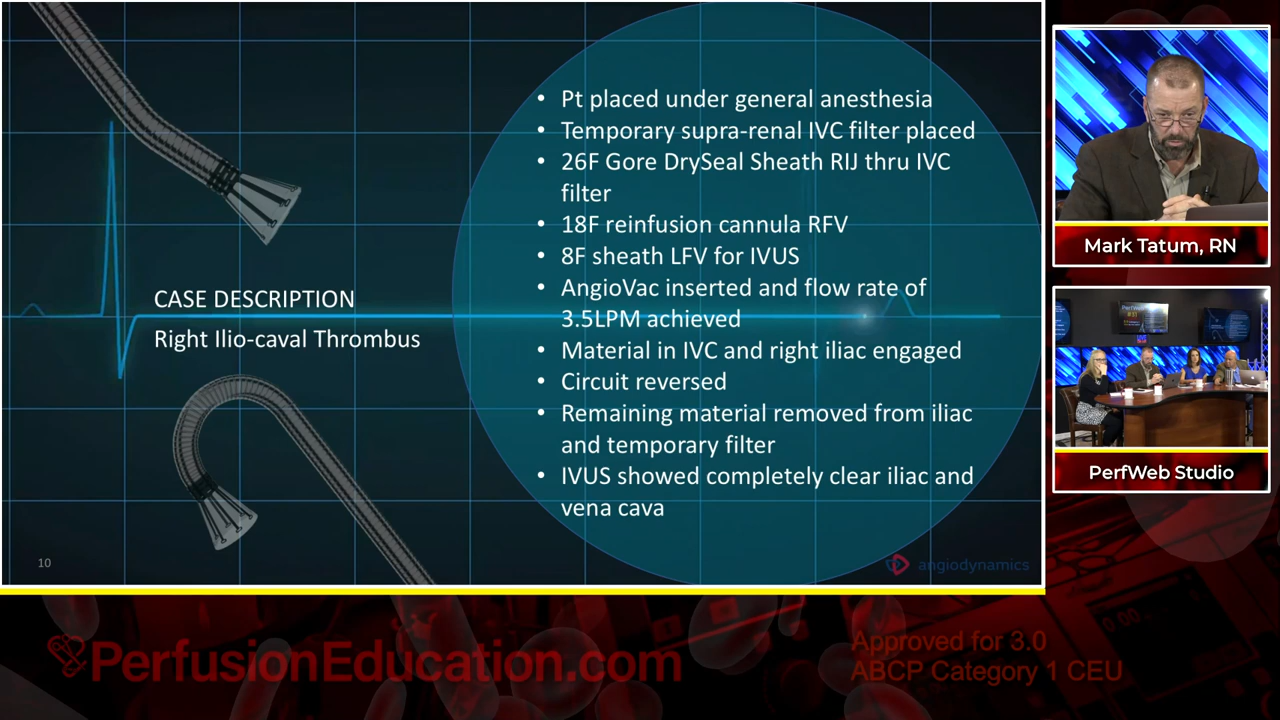 • Pt placed under general anesthesia
• Temporary supra-renal IVC filter placed
• 26F Gore DrySeal Sheath RIJ thru IVC
filter
• 18F reinfusion cannula RFV
• 8F sheath LFV for IVUS
• AngioVac inserted and flow rate of
3.5LPM achieved
• Material in IVC and right iliac engaged
• Circuit reversed
• Remaining material removed from iliac
and temporary filter
• IVUS showed completely clear iliac and
vena cava
CASE DESCRIPTION
Right Ilio-caval Thrombus
10
angiodynamics
Mark Tatum, RN
PerfWeb Studio
PerfusionEducation.com
Approved for 3.0
ABCP Category 1 CEU